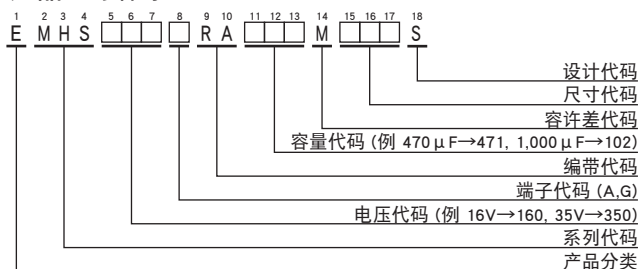 1 2 3 4 5 6 7 8 9 10 11 12 13 14 15 16 17 18
E M H S □□□ □ R A □□□ M □□□ S
设计代码
尺寸代码
容许差代码
容量代码 (例 470μF→471, 1,000μF→102)
编带代码
端子代码 (A,G)
电压代码 (例 16V→160, 35V→350)
系列代码
产品分类